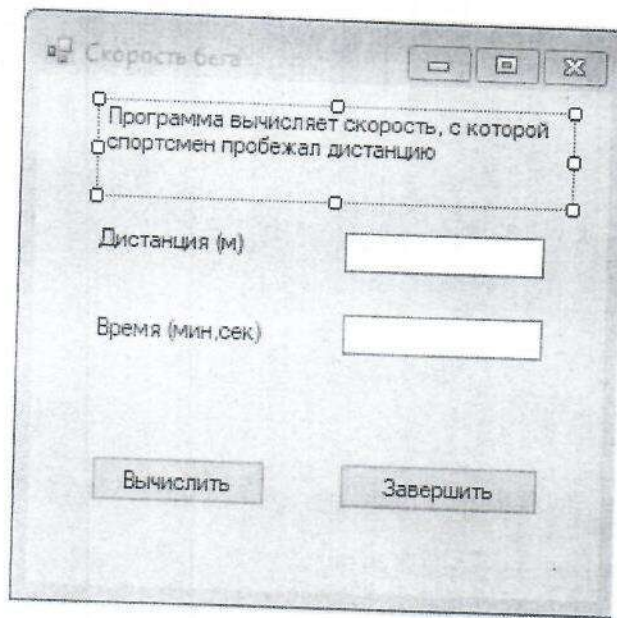 Скорость бега
Программа вычисляет скорость, с которой
спортсмен пробежал дистанцию
Дистанция (м)
Время (мин,сек)
Вычислить
Завершить